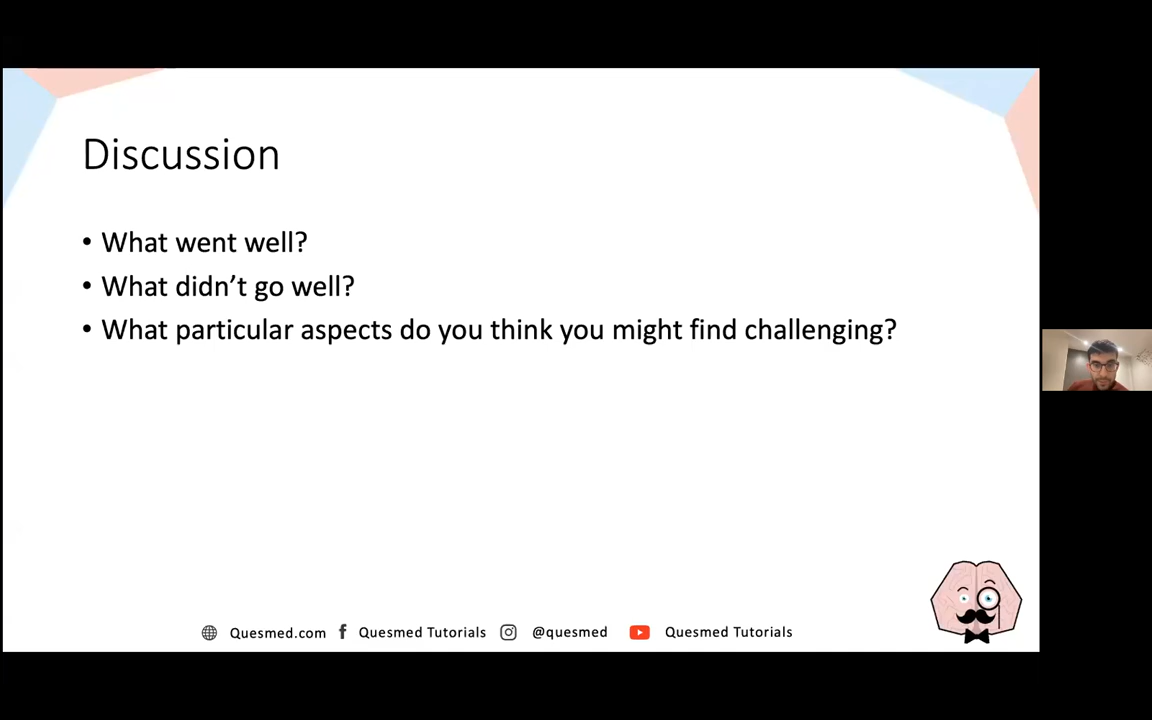 Discussion
• What went well?
• What didn’t go well?
• What particular aspects do you think you might find challenging?
Quesmed.com Quesmed Tutorials @quesmed Quesmed Tutorials